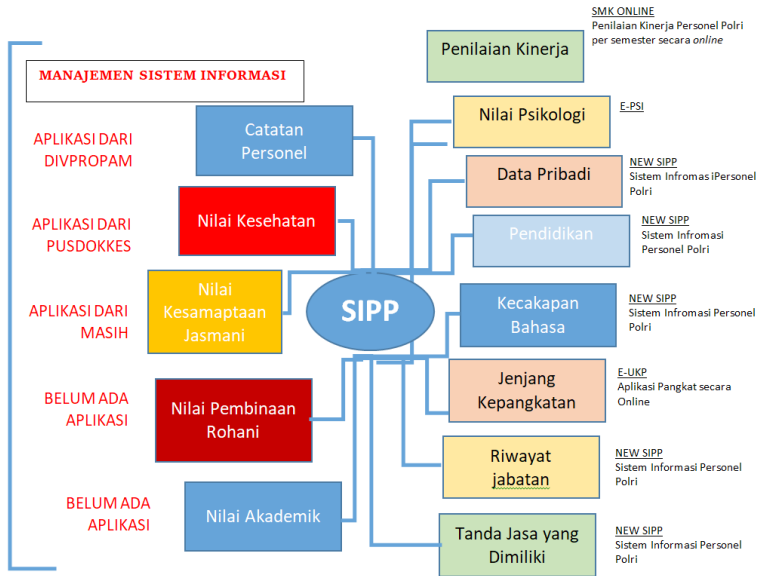 SMK ONLINE
Penilaian Kinerja Personel Polri
per semester secara online
Penilaian Kinerja
MANAJEMEN SISTEM INFORMASI
Nilai Psikologi
E-PSI
APLIKASI DARI
DIVPROPAM
Catatan
Personel
Data Pribadi
NEW SIPP
Sistem Infromas iPersonel
Polri
APLIKASI DARI
PUSDOKKES
Nilai Kesehatan
Pendidikan
NEW SIPP
Sistem Infromasi
Personel Polri
APLIKASI DARI
MASIH
Nilai
Kesamaptaan
Jasmani
SIPP
Kecakapan
Bahasa
NEW SIPP
Sistem Infromasi Personel
Polri
BELUM ADA
APLIKASI
Nilai Pembinaan
Rohani
Jenjang
Kepangkatan
E-UKP
Aplikasi Pangkat secara
Online
Riwayat
jabatan
NEW SIPP
Sistem Informasi Personel
Polri
BELUM ADA
APLIKASI
Nilai Akademik
Tanda Jasa yang
Dimiliki
NEW SIPP
Sistem Informasi Personel
Polri